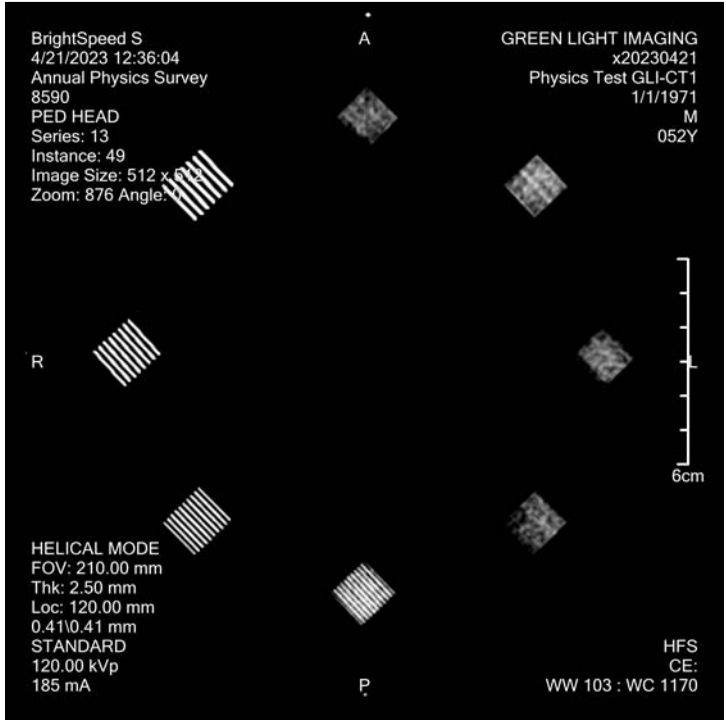 BrightSpeed S
4/21/2023 12:36:04
Annual Physics Survey
8590
PED HEAD
Series: 13
Instance: 49
Image Size: 512 x 512
Zoom: 876 Angle: 0
A
GREEN LIGHT IMAGING
x20230421
Physics Test GLI-CT1
1/1/1971
M
052Y
R
L
6cm
HELICAL MODE
FOV: 210.00 mm
Thk: 2.50 mm
Loc: 120.00 mm
0.41\0.41 mm
STANDARD
120.00 kVp
185 mA
P
HFS
CE:
WW 103 : WC 1170